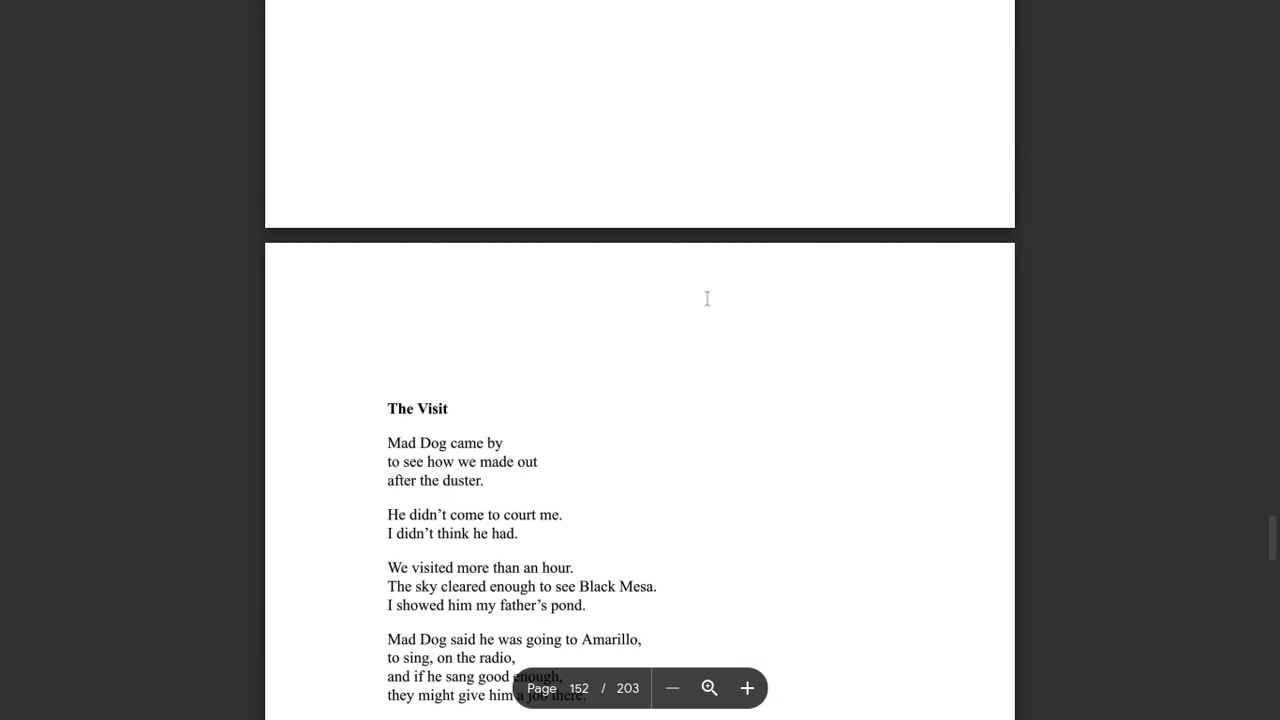 The Visit
Mad Dog came by
to see how we made out
after the duster.
He didn’t come to court me.
I didn’t think he had.
We visited more than an hour.
The sky cleared enough to see Black Mesa.
I showed him my father’s pond.
Mad Dog said he was going to Amarillo,
to sing, on the radio,
and if he sang good enough,
they might give him a job there.
Page 152 / 203